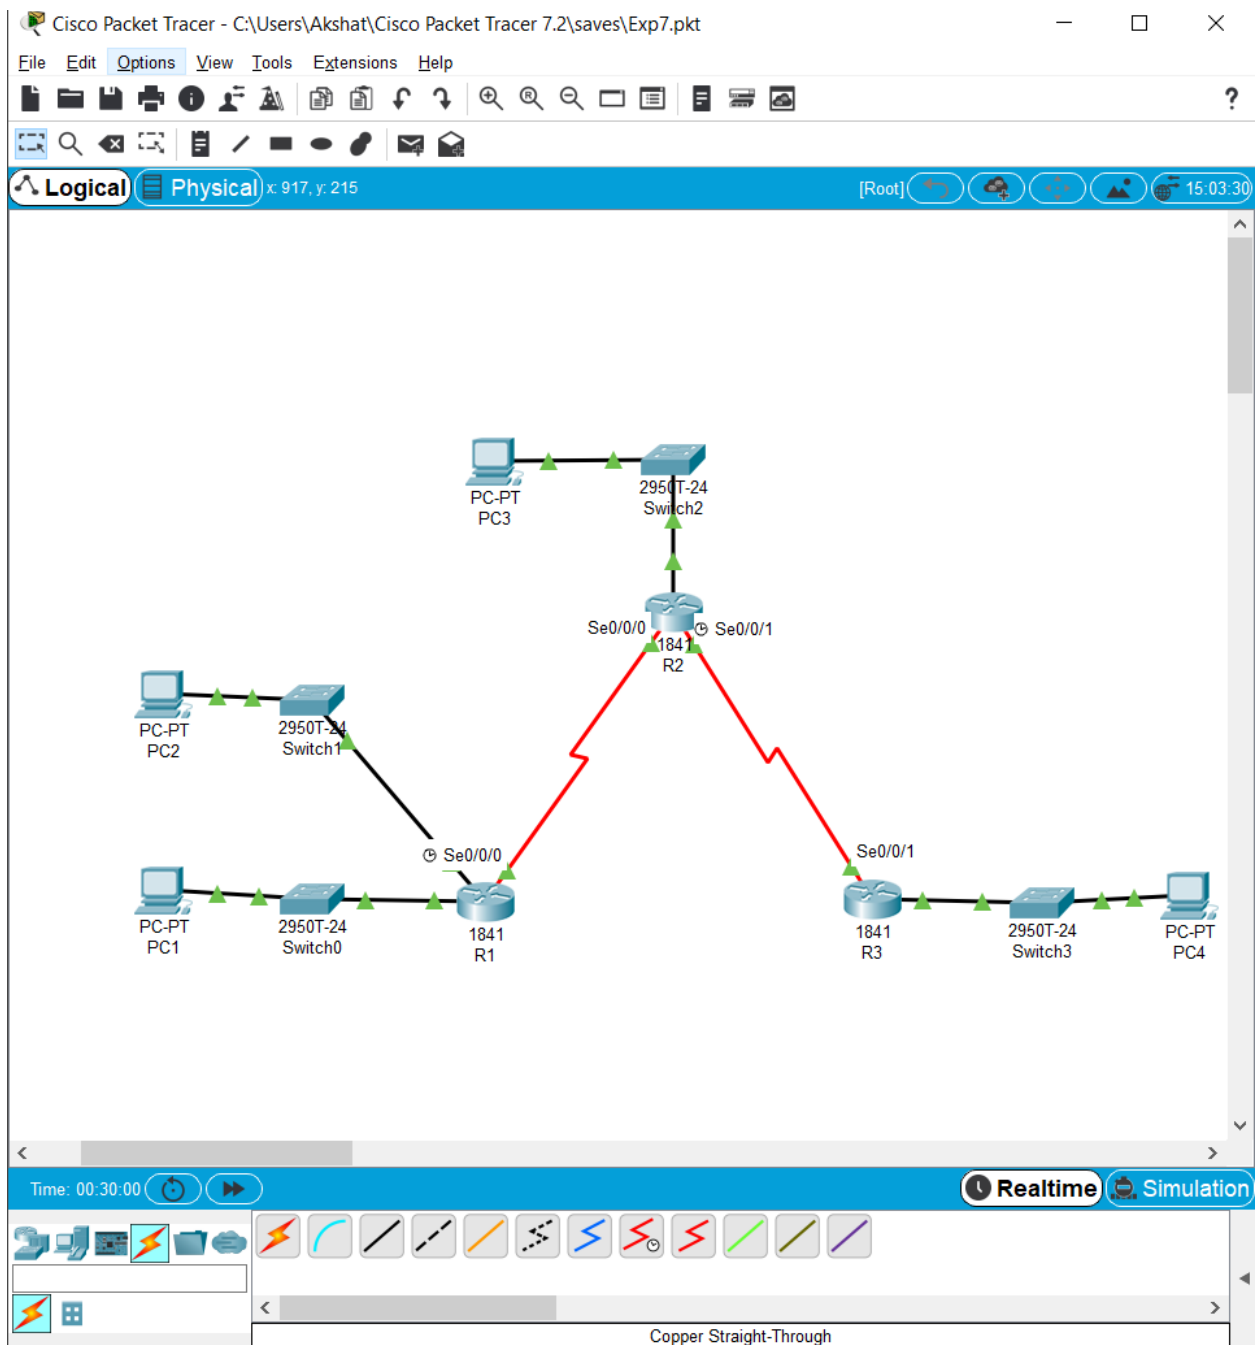 Cisco Packet Tracer - C:\Users\Akshat\Cisco Packet Tracer 7.2\saves\Exp7.pkt
File Edit Options View Tools Extensions Help
Logical Physical x: 917, y: 215 [Root] 15:03:30
PC-PT
PC3
2950T-24
Switch2
Se0/0/0
Se0/0/1
1841
R2
PC-PT
PC2
2950T-24
Switch1
Se0/0/0
Se0/0/1
PC-PT
PC1
2950T-24
Switch0
1841
R1
1841
R3
2950T-24
Switch3
PC-PT
PC4
Time: 00:30:00 Realtime Simulation
Copper Straight-Through